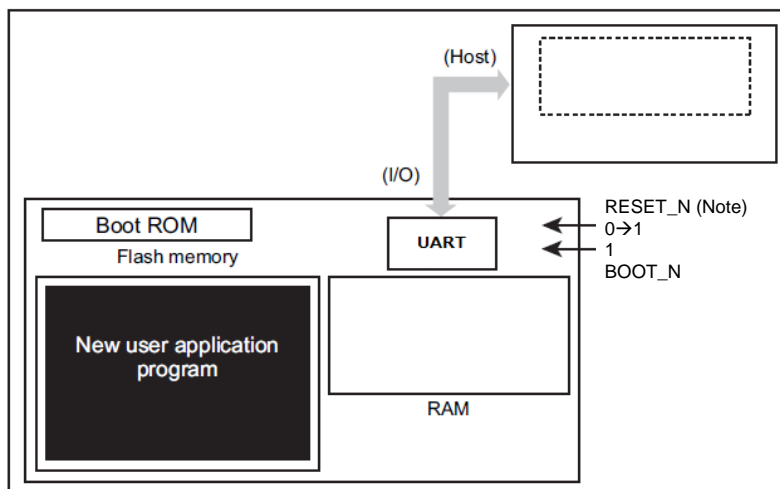 (Host)
(I/O)
RESET_N (Note)
0→1
1
BOOT_N
Boot ROM
UART
Flash memory
New user application
program
RAM